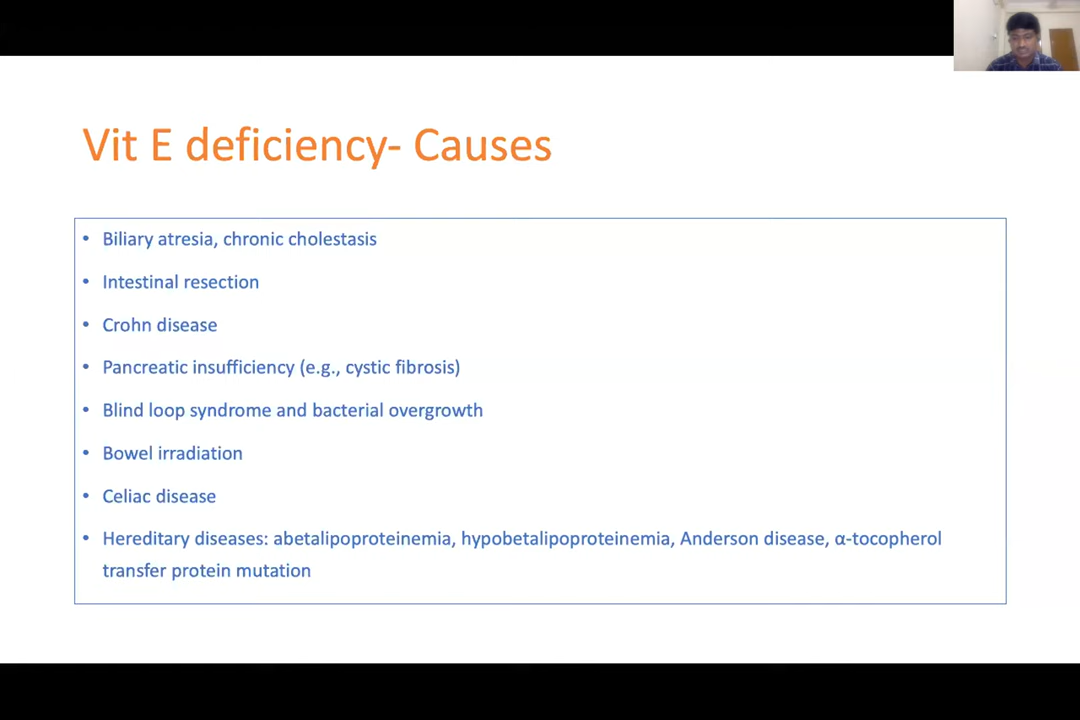 Vit E deficiency- Causes
• Biliary atresia, chronic cholestasis
• Intestinal resection
• Crohn disease
• Pancreatic insufficiency (e.g., cystic fibrosis)
• Blind loop syndrome and bacterial overgrowth
• Bowel irradiation
• Celiac disease
• Hereditary diseases: abetalipoproteinemia, hypobetalipoproteinemia, Anderson disease, α-tocopherol
transfer protein mutation